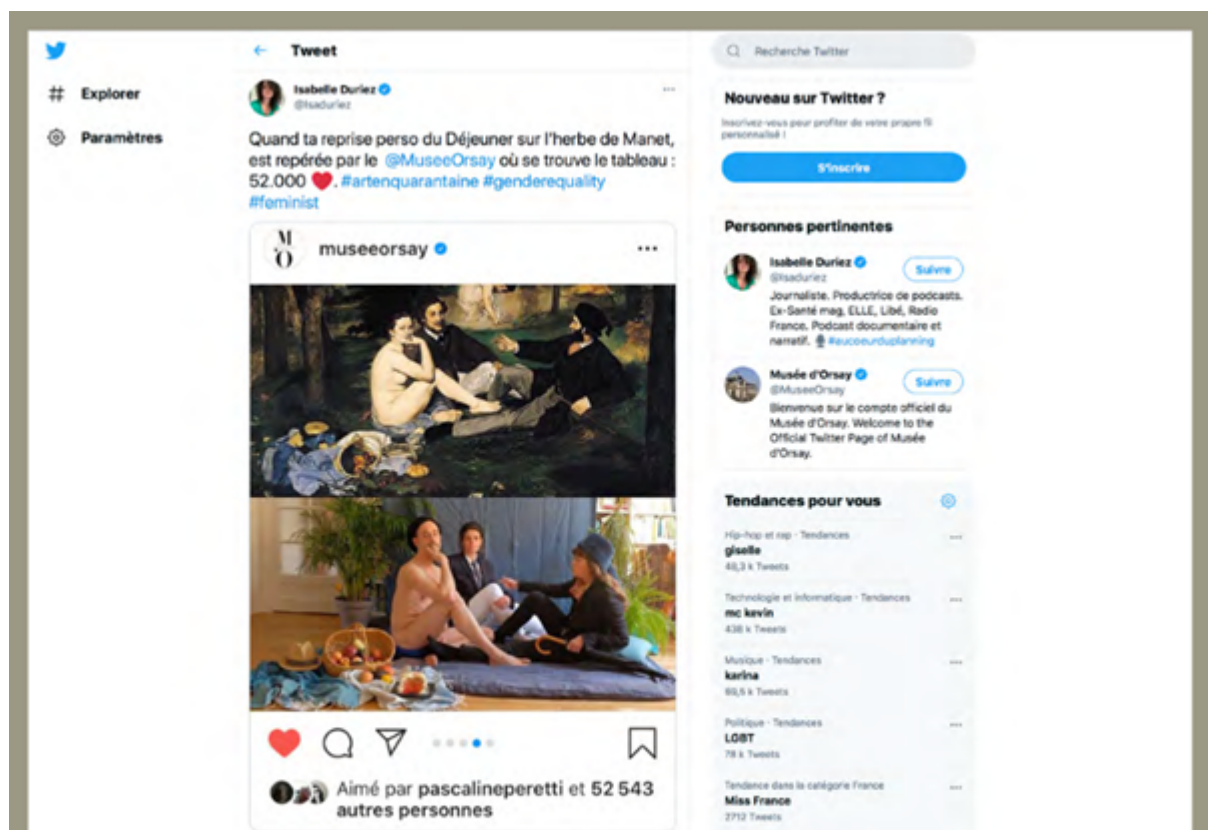 Explorer
Paramètres
Tweet
Isabelle Duriez
@Isaduriez
Quand ta reprise perso du Déjeuner sur l'herbe de Manet,
est repérée par le @MuseeOrsay où se trouve le tableau :
52.000 ❤️. #artenquarantaine #genderequality
#feminist
M
'O
museeorsay
Aimé par pascalineperetti et 52 543
autres personnes
Recherche Twitter
Nouveau sur Twitter ?
Inscrivez-vous pour profiter de votre propre fil
personnalisé !
S'inscrire
Personnes pertinentes
Isabelle Duriez
@Isaduriez
Suivre
Journaliste. Productrice de podcasts.
Ex-Santé mag, ELLE, Libé, Radio
France. Podcast documentaire et
narratif. 🎙 #aucoeurduplanning
Musée d'Orsay
@MuseeOrsay
Suivre
Bienvenue sur le compte officiel du
Musée d'Orsay. Welcome to the
Official Twitter Page of Musée
d'Orsay.
Tendances pour vous
Hip-hop et rap · Tendances
giselle
Tweets
Technologie et informatique · Tendances
mc kevin
438 k Tweets
Musique · Tendances
karina
Tweets
Politique · Tendances
LGBT
78 k Tweets
Tendance dans la catégorie France
Miss France
2712 Tweets